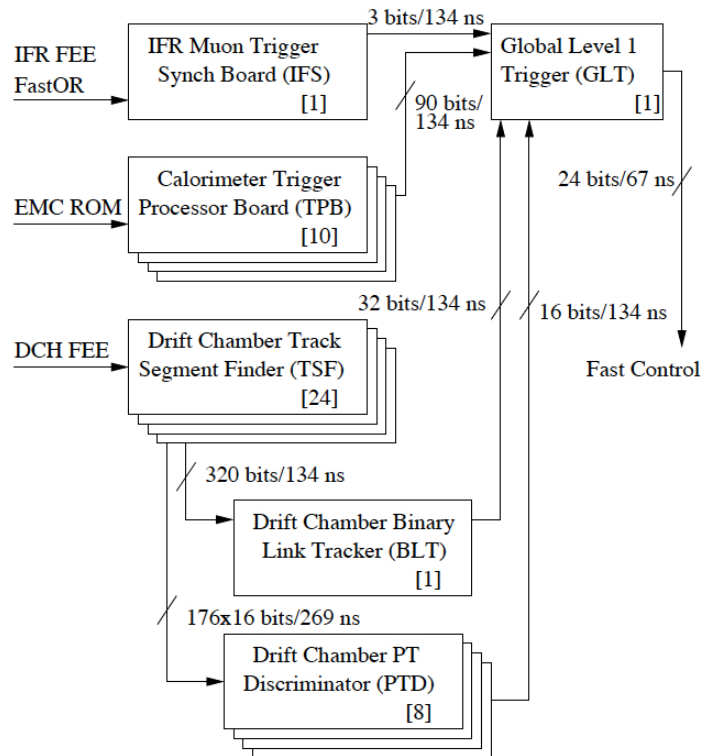 3 bits/134 ns
IFR FEE
FastOR
IFR Muon Trigger
Synch Board (IFS)
[1]
Global Level 1
Trigger (GLT)
[1]
90 bits/
134 ns
24 bits/67 ns
EMC ROM
Calorimeter Trigger
Processor Board (TPB)
[10]
32 bits/134 ns
16 bits/134 ns
DCH FEE
Drift Chamber Track
Segment Finder (TSF)
[24]
Fast Control
320 bits/134 ns
Drift Chamber Binary
Link Tracker (BLT)
[1]
176x16 bits/269 ns
Drift Chamber PT
Discriminator (PTD)
[8]